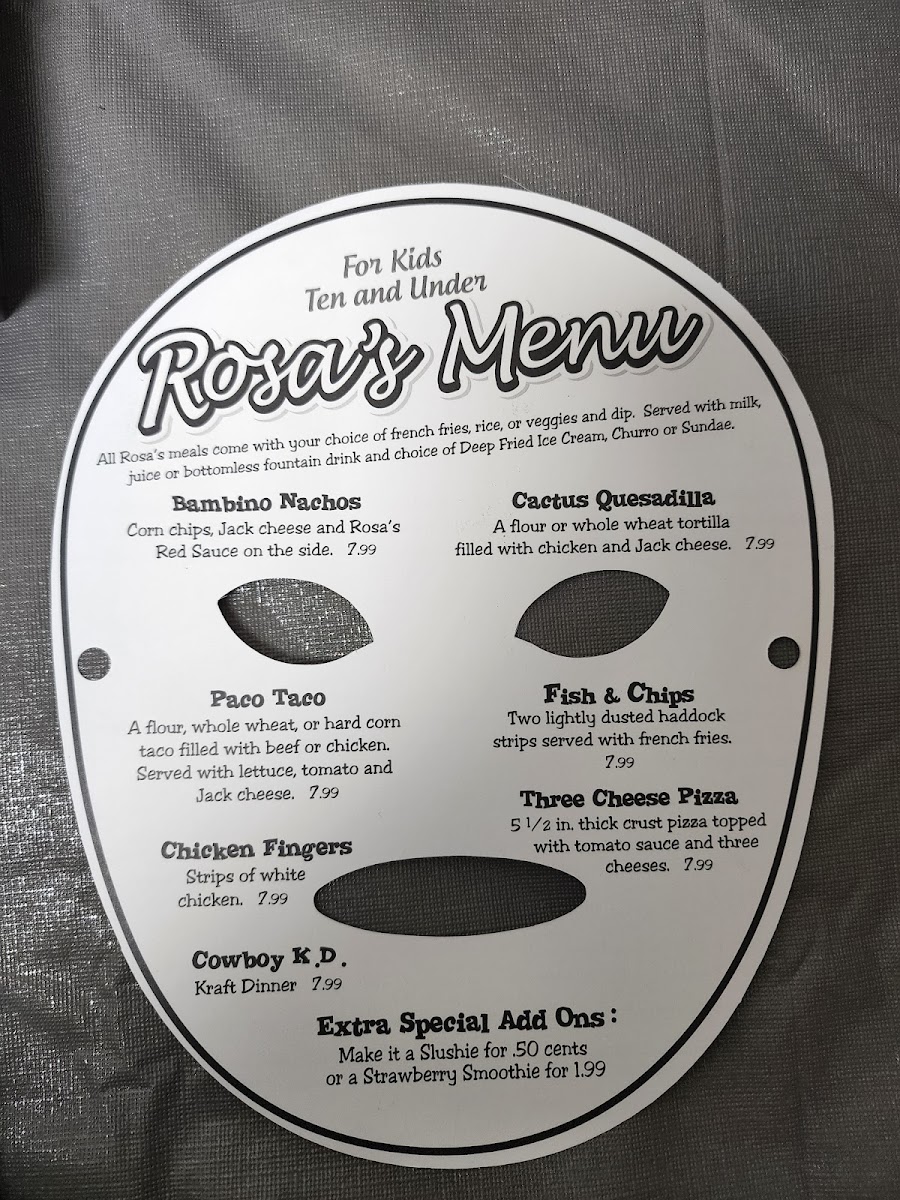 For Kids
Ten and Under
Rosa's Menu
All Rosa's meals come with your choice of french fries, rice, or veggies and dip. Served with milk,
juice or bottomless fountain drink and choice of Deep Fried Ice Cream, Churro or Sundae.
Bambino Nachos
Corn chips, Jack cheese and Rosa's
Red Sauce on the side. 7.99
Cactus Quesadilla
A flour or whole wheat tortilla
filled with chicken and Jack cheese. 7.99
Paco Taco
A flour, whole wheat, or hard corn
taco filled with beef or chicken.
Served with lettuce, tomato and
Jack cheese. 7.99
Fish & Chips
Two lightly dusted haddock
strips served with french fries.
7.99
Three Cheese Pizza
5 1/2 in. thick crust pizza topped
with tomato sauce and three
cheeses. 7.99
Chicken Fingers
Strips of white
chicken. 7.99
Cowboy K.D.
Kraft Dinner 7.99
Extra Special Add Ons:
Make it a Slushie for .50 cents
or a Strawberry Smoothie for 1.99